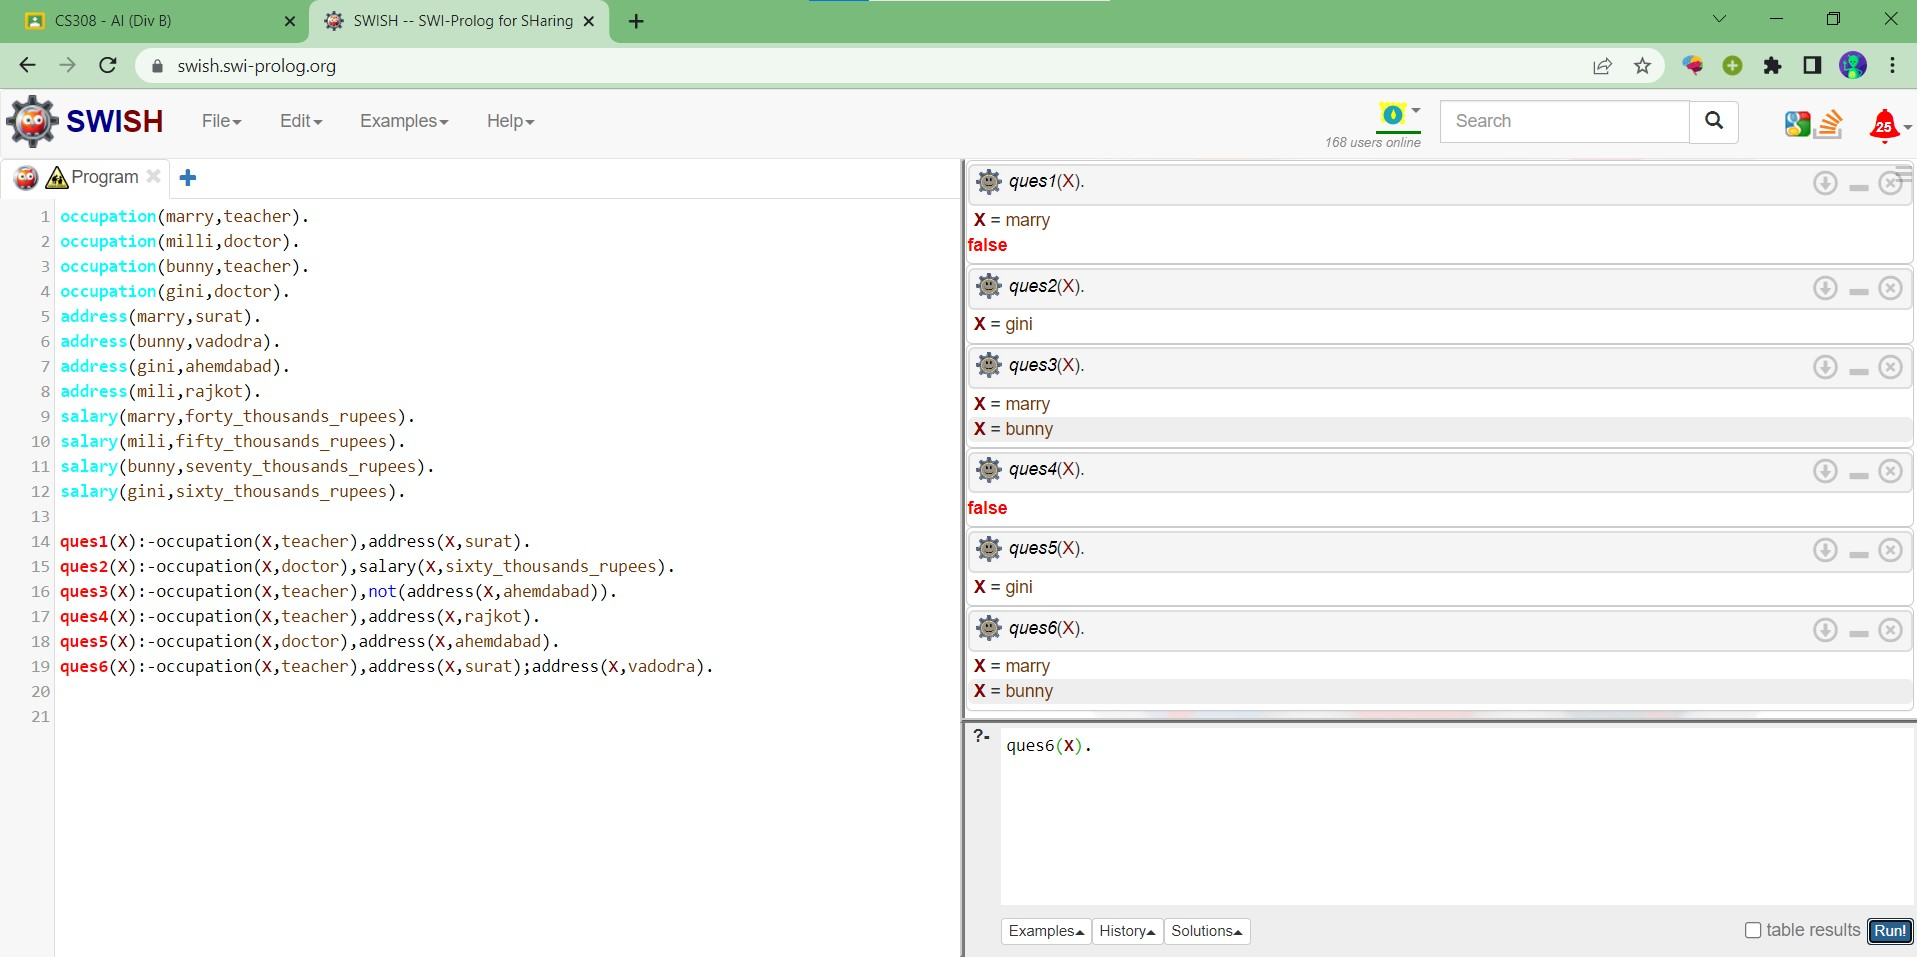 CS308 - AI (Div B)
SWISH -- SWI-Prolog for SHaring
swish.swi-prolog.org
SWISH
File
Edit
Examples
Help
168 users online
Search
25
Program
1 occupation(marry,teacher).
2 occupation(milli,doctor).
3 occupation(bunny,teacher).
4 occupation(gini,doctor).
5 address(marry,surat).
6 address(bunny,vadodra).
7 address(gini,ahemdabad).
8 address(mili,rajkot).
9 salary(marry,forty_thousands_rupees).
10 salary(mili,fifty_thousands_rupees).
11 salary(bunny,seventy_thousands_rupees).
12 salary(gini,sixty_thousands_rupees).
13
14 ques1(X):-occupation(X,teacher),address(X,surat).
15 ques2(X):-occupation(X,doctor),salary(X,sixty_thousands_rupees).
16 ques3(X):-occupation(X,teacher),not(address(X,ahemdabad)).
17 ques4(X):-occupation(X,teacher),address(X,rajkot).
18 ques5(X):-occupation(X,doctor),address(X,ahemdabad).
19 ques6(X):-occupation(X,teacher),address(X,surat);address(X,vadodra).
20
21
ques1(X).
X = marry
false
ques2(X).
X = gini
ques3(X).
X = marry
X = bunny
ques4(X).
false
ques5(X).
X = gini
ques6(X).
X = marry
X = bunny
?- ques6(X).
Examples
History
Solutions
table results
Run!